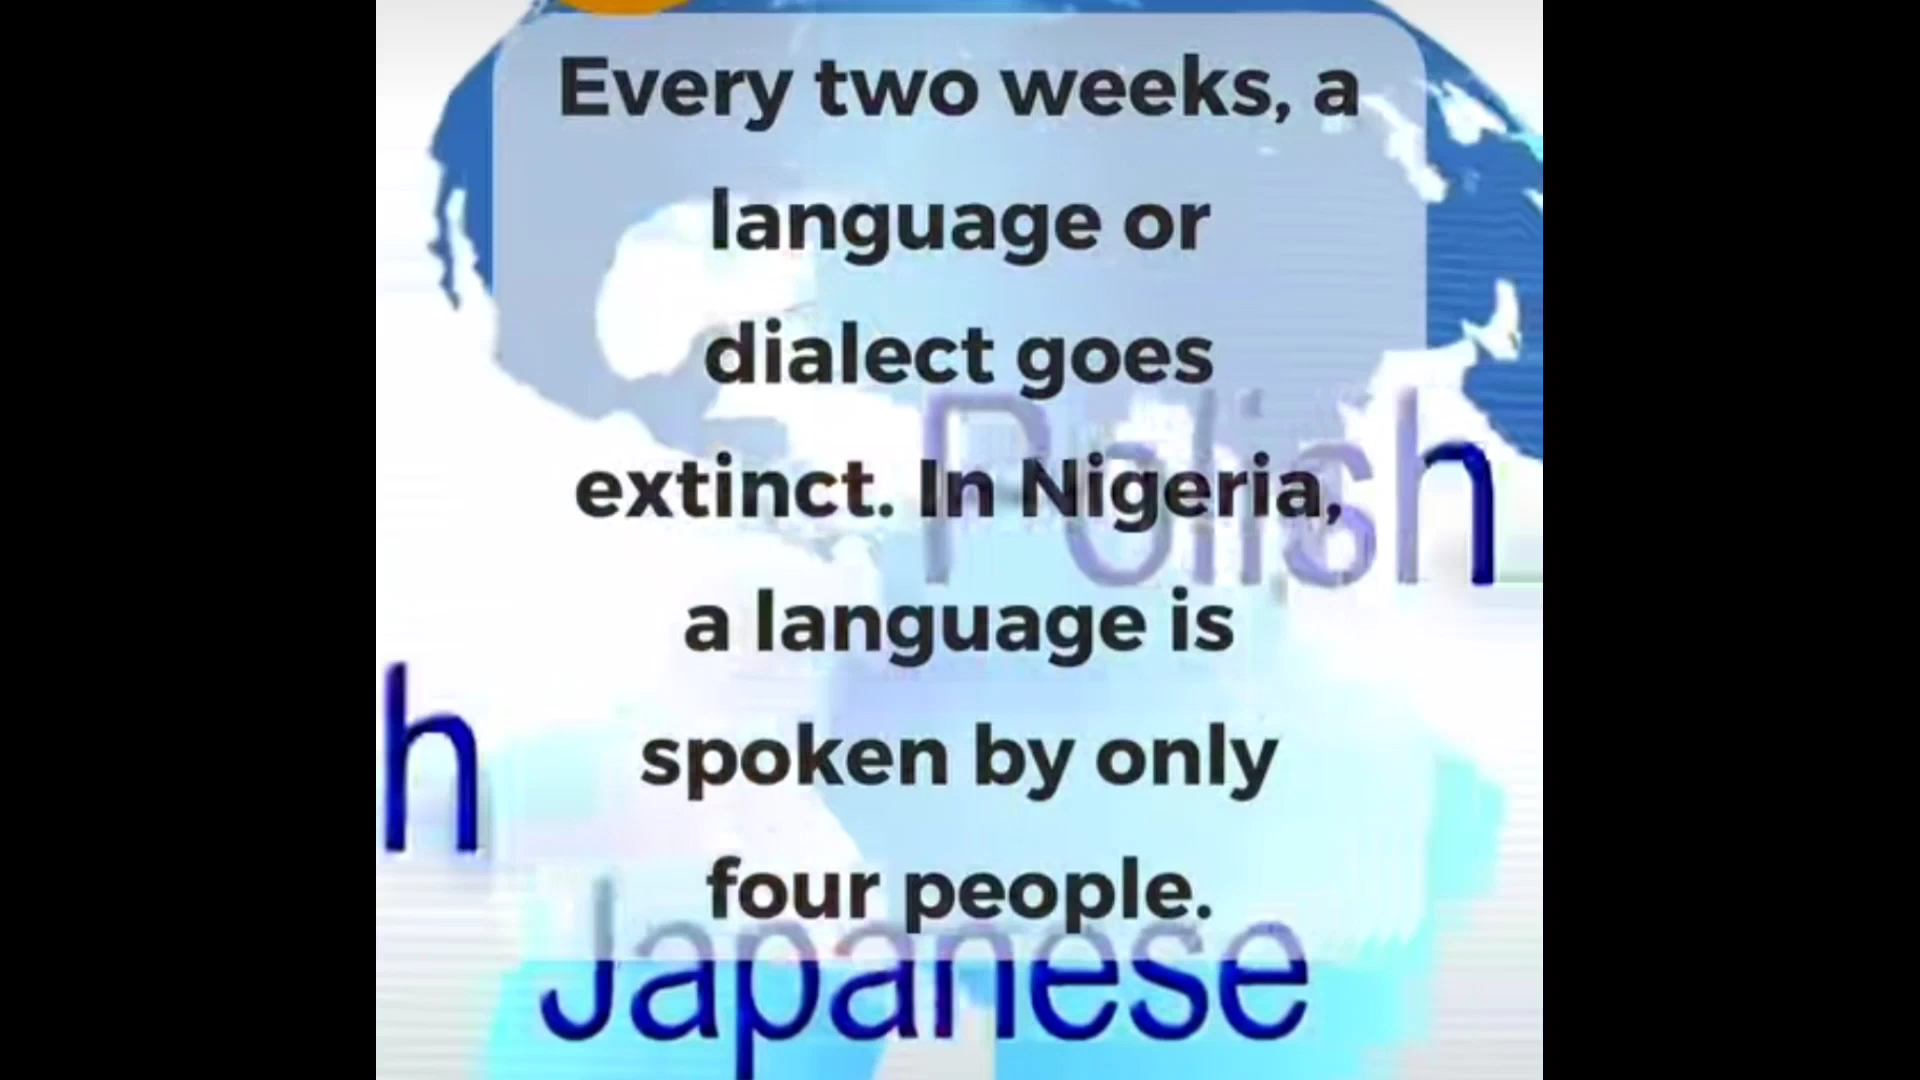 Every two weeks, a
language or
dialect goes
extinct. In Nigeria,
Polish
a language is
h
spoken by only
four people.
Japanese